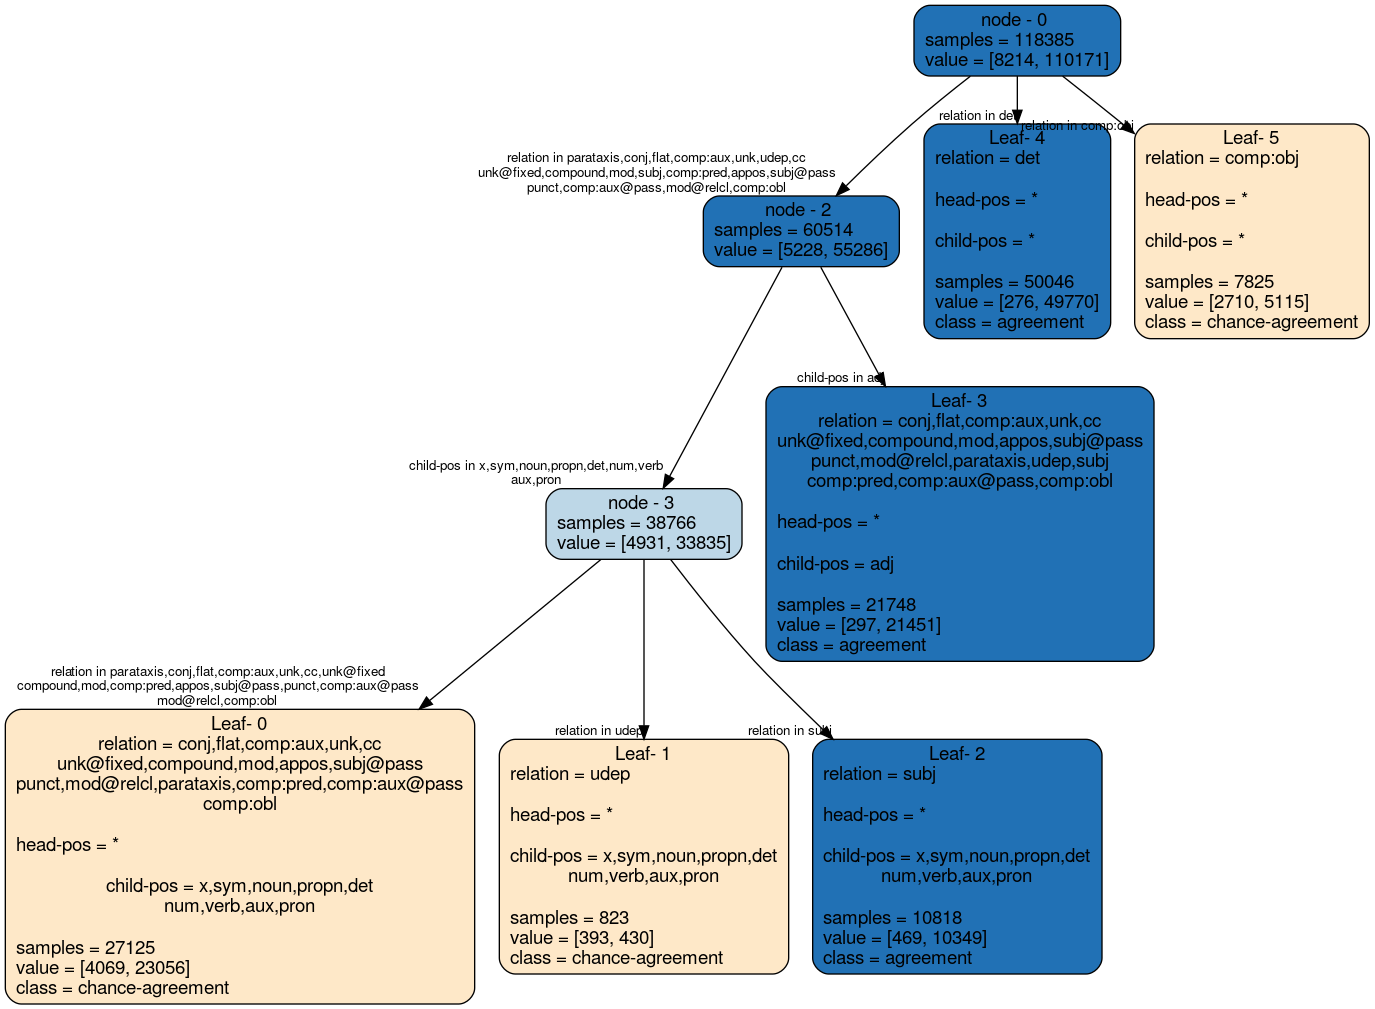 node - 0
samples = 118385
value = [8214, 110171]
relation in parataxis,conj,flat,comp:aux,unk,udep,cc
unk@fixed,compound,mod,subj,comp:pred,appos,subj@pass
punct,comp:aux@pass,mod@relcl,comp:obl
relation in det
relation in comp:obj
node - 2
samples = 60514
value = [5228, 55286]
Leaf- 4
relation = det
head-pos = *
child-pos = *
samples = 50046
value = [276, 49770]
class = agreement
Leaf- 5
relation = comp:obj
head-pos = *
child-pos = *
samples = 7825
value = [2710, 5115]
class = chance-agreement
child-pos in x,sym,noun,propn,det,num,verb
aux,pron
child-pos in adj
node - 3
samples = 38766
value = [4931, 33835]
Leaf- 3
relation = conj,flat,comp:aux,unk,cc
unk@fixed,compound,mod,appos,subj@pass
punct,mod@relcl,parataxis,udep,subj
comp:pred,comp:aux@pass,comp:obl
head-pos = *
child-pos = adj
samples = 21748
value = [297, 21451]
class = agreement
relation in parataxis,conj,flat,comp:aux,unk,cc,unk@fixed
compound,mod,comp:pred,appos,subj@pass,punct,comp:aux@pass
mod@relcl,comp:obl
relation in udep
relation in subj
Leaf- 0
relation = conj,flat,comp:aux,unk,cc
unk@fixed,compound,mod,appos,subj@pass
punct,mod@relcl,parataxis,comp:pred,comp:aux@pass
comp:obl
head-pos = *
child-pos = x,sym,noun,propn,det
num,verb,aux,pron
samples = 27125
value = [4069, 23056]
class = chance-agreement
Leaf- 1
relation = udep
head-pos = *
child-pos = x,sym,noun,propn,det
num,verb,aux,pron
samples = 823
value = [393, 430]
class = chance-agreement
Leaf- 2
relation = subj
head-pos = *
child-pos = x,sym,noun,propn,det
num,verb,aux,pron
samples = 10818
value = [469, 10349]
class = agreement